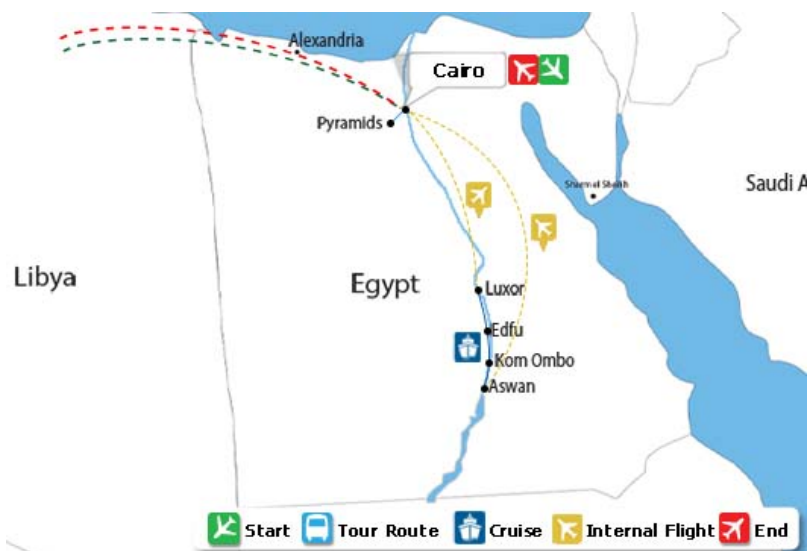 Alexandria
Cairo
Pyramids
Sharm el Sheikh
Saudi A
Libya
Egypt
Luxor
Edfu
Kom Ombo
Aswan
Start Tour Route Cruise Internal Flight End